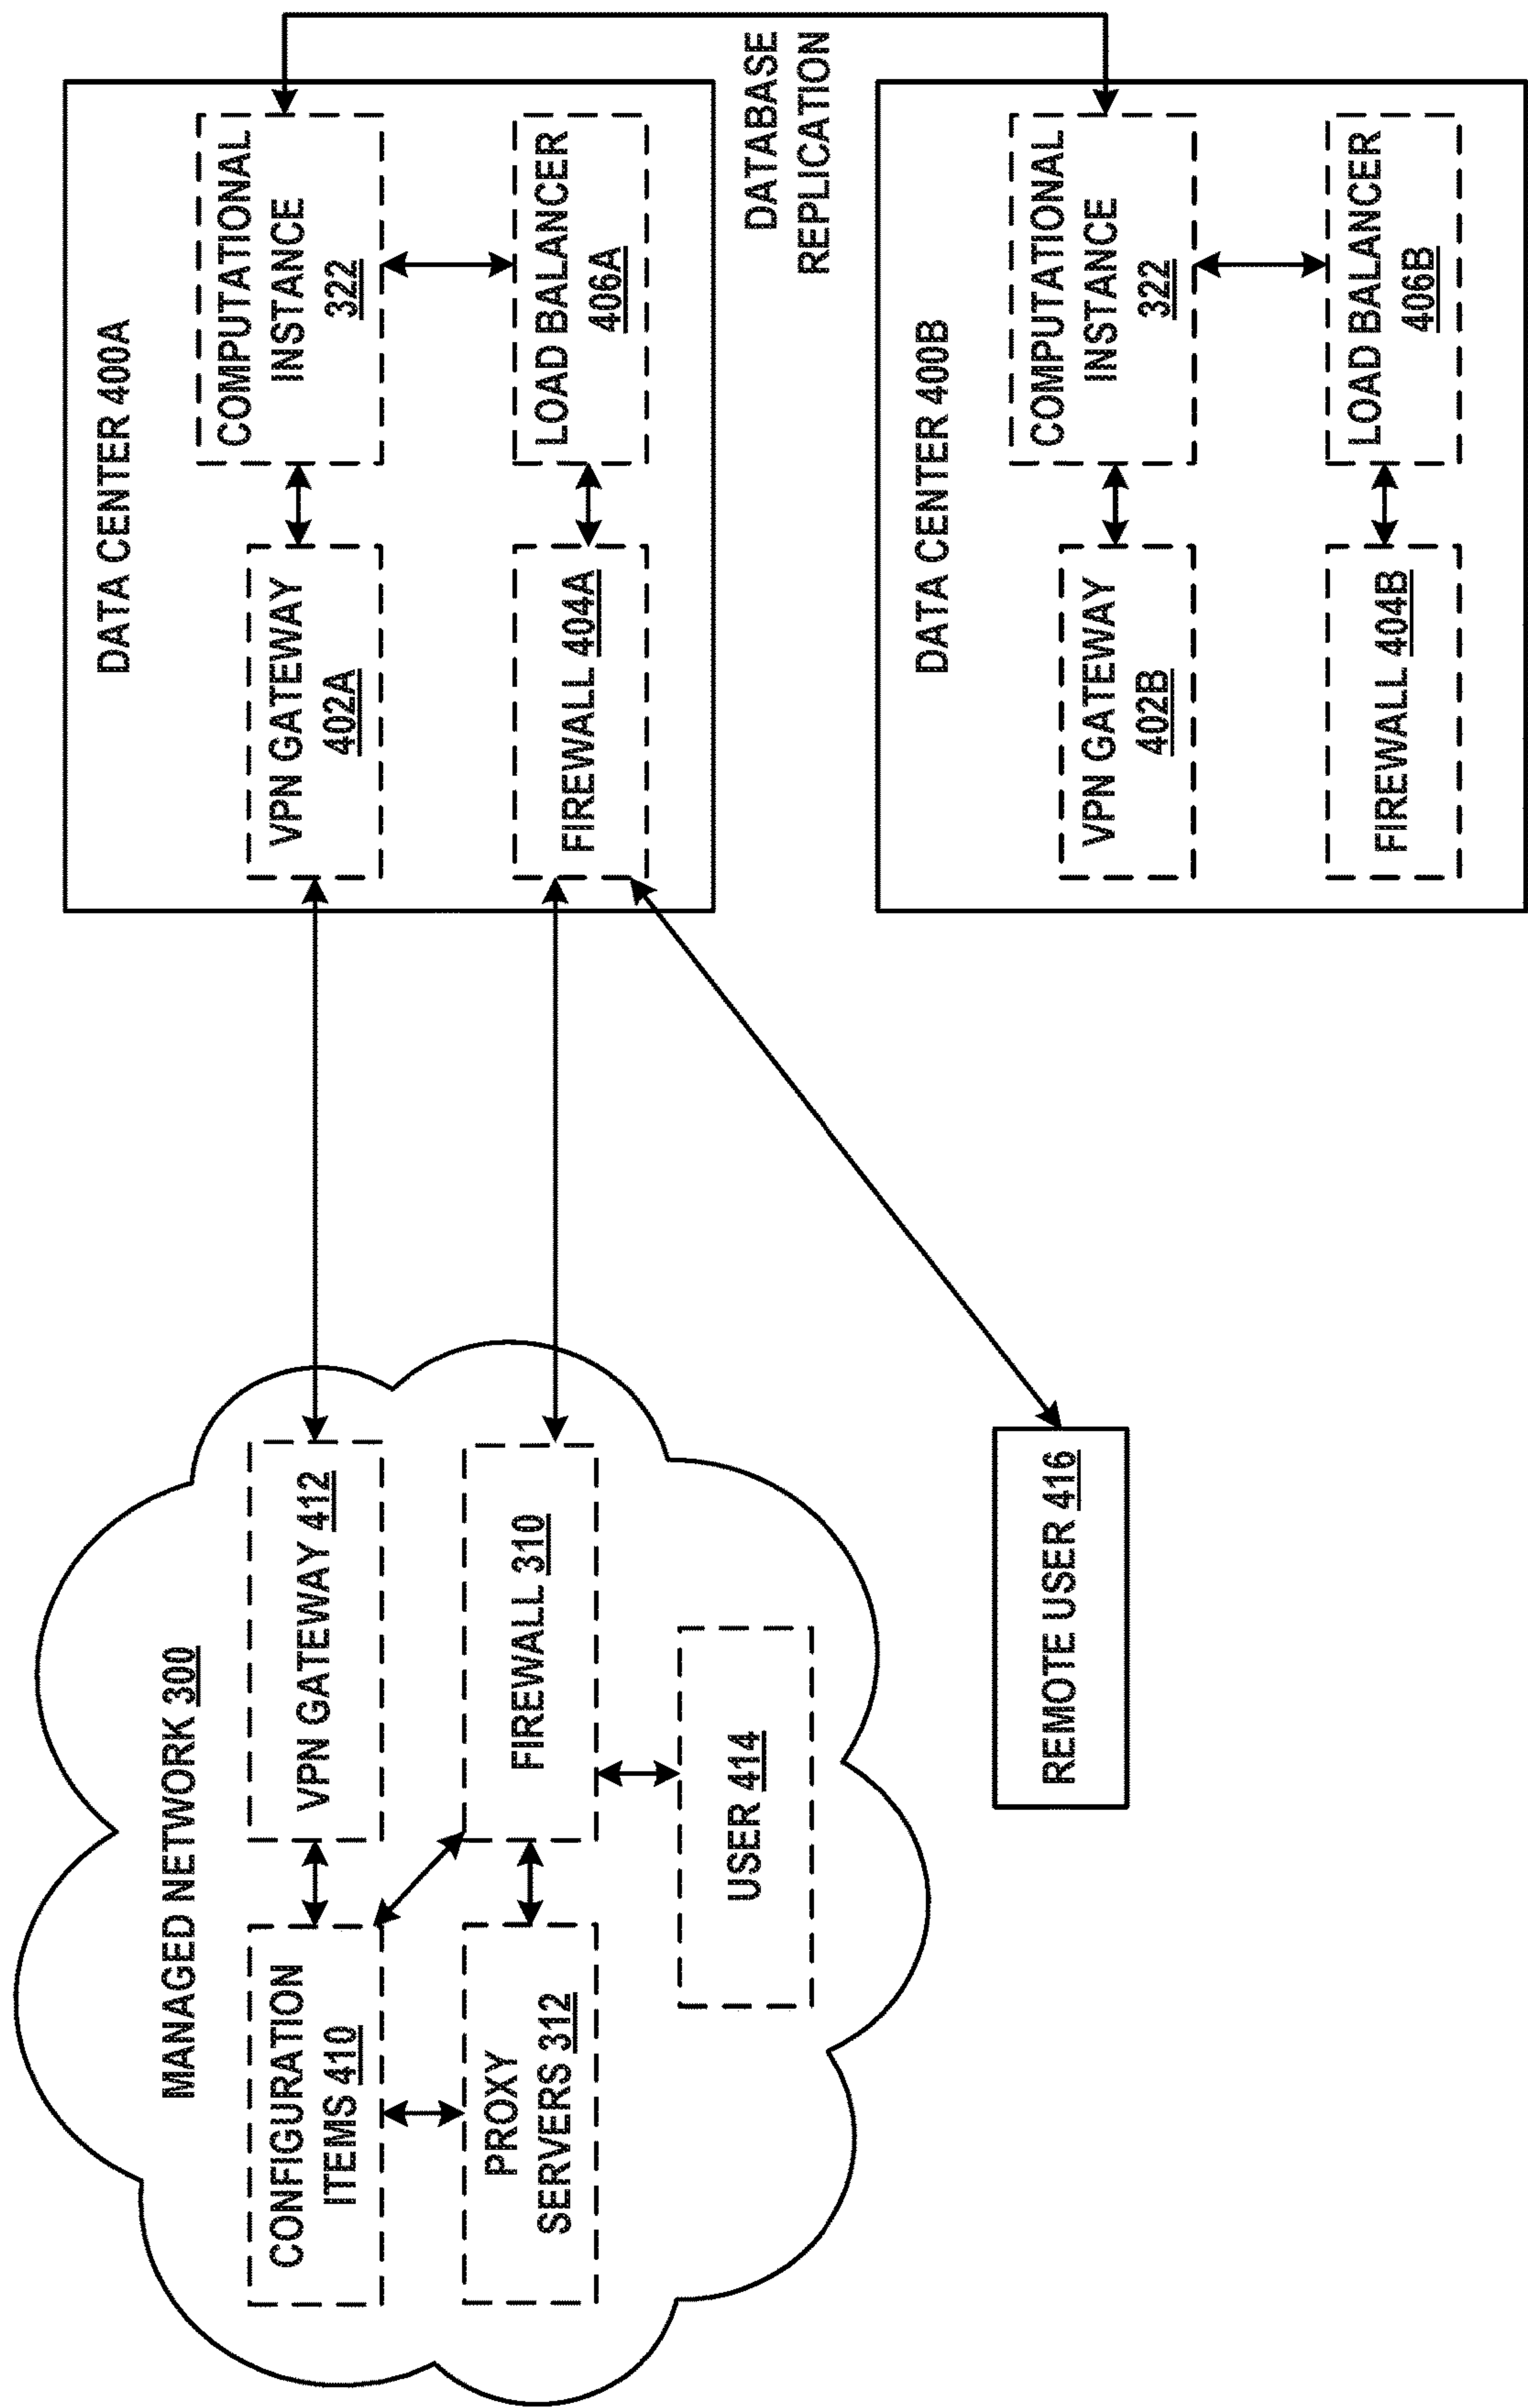 MANAGED NETWORK 300
CONFIGURATION
ITEMS 410
VPN GATEWAY 412
PROXY
SERVERS 312
FIREWALL 310
USER 414
REMOTE USER 416
DATA CENTER 400A
VPN GATEWAY
402A
COMPUTATIONAL
INSTANCE
322
FIREWALL 404A
LOAD BALANCER
406A
DATABASE
REPLICATION
DATA CENTER 400B
VPN GATEWAY
402B
COMPUTATIONAL
INSTANCE
322
FIREWALL 404B
LOAD BALANCER
406B